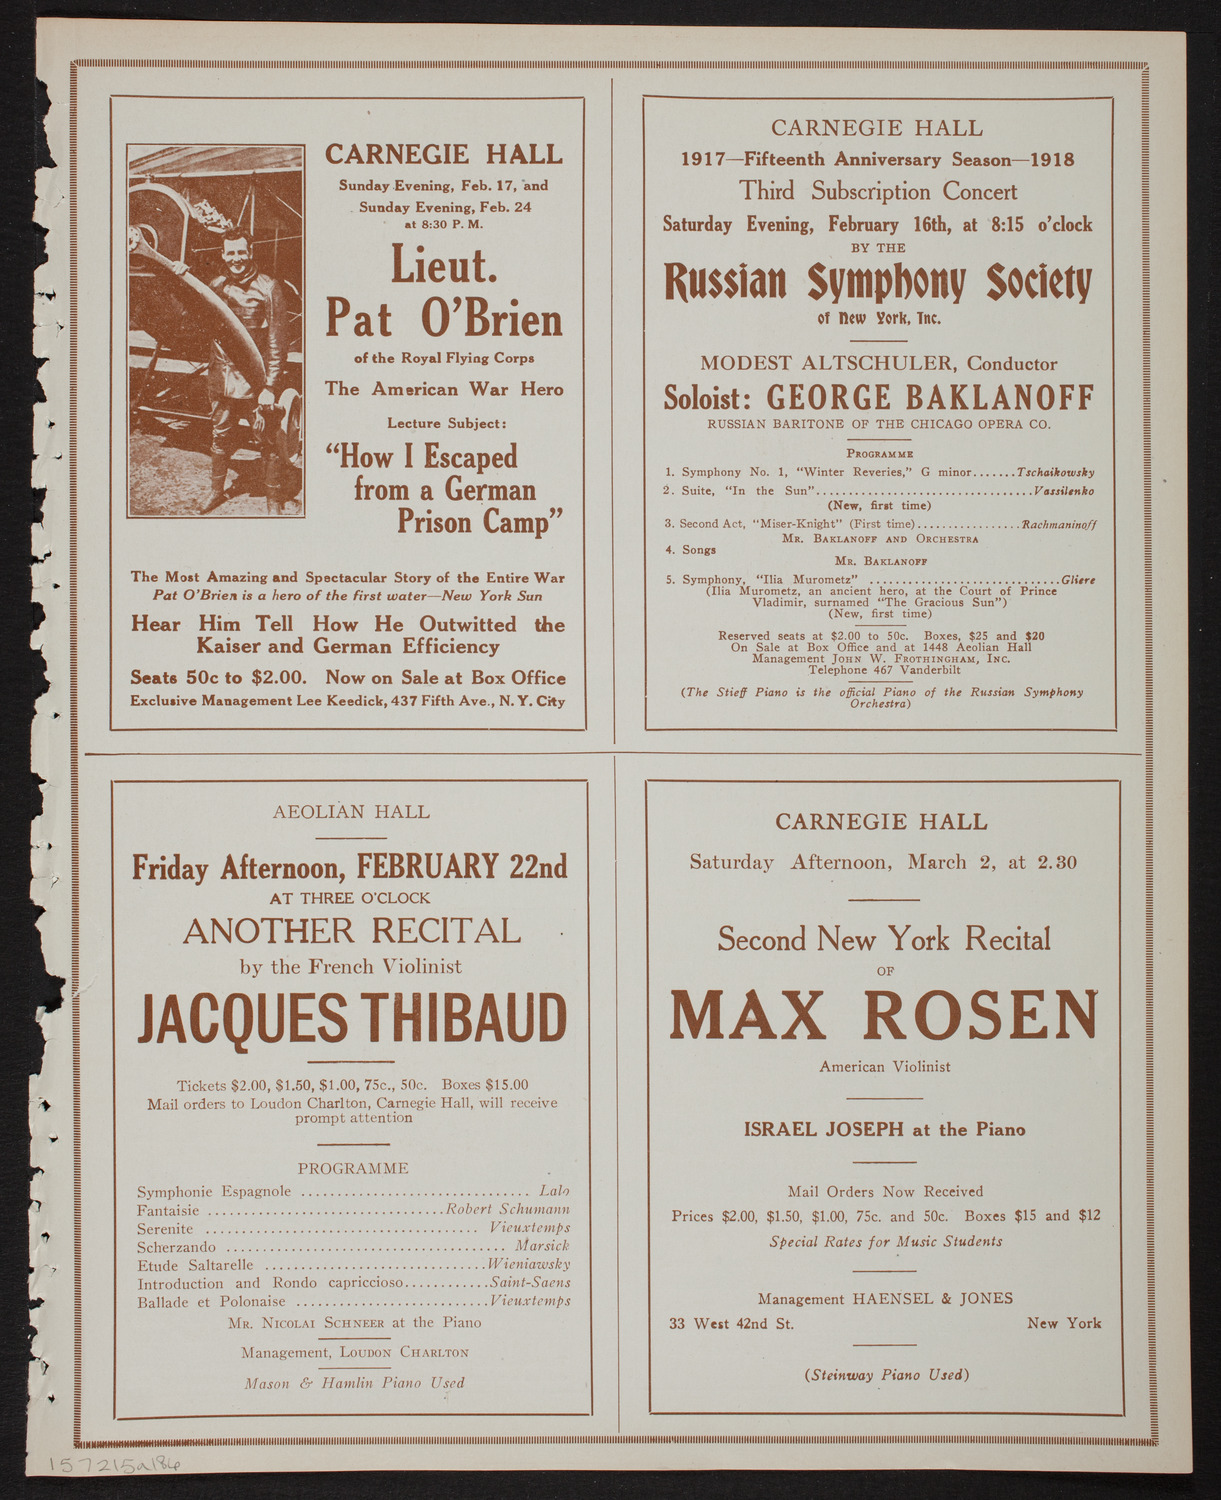 CARNEGIE HALL
Sunday Evening, Feb. 17, and
Sunday Evening, Feb. 24
at 8:30 P. M.
Lieut.
Pat O'Brien
of the Royal Flying Corps
The American War Hero
Lecture Subject:
"How I Escaped
from a German
Prison Camp"
The Most Amazing and Spectacular Story of the Entire War
Pat O'Brien is a hero of the first water—New York Sun
Hear Him Tell How He Outwitted the
Kaiser and German Efficiency
Seats 50c to $2.00. Now on Sale at Box Office
Exclusive Management Lee Keedick, 437 Fifth Ave., N. Y. City
CARNEGIE HALL
1917—Fifteenth Anniversary Season—1918
Third Subscription Concert
Saturday Evening, February 16th, at 8:15 o'clock
BY THE
Russian Symphony Society
of New York, Inc.
MODEST ALTSCHULER, Conductor
Soloist: GEORGE BAKLANOFF
RUSSIAN BARITONE OF THE CHICAGO OPERA CO.
PROGRAMME
1. Symphony No. 1, "Winter Reveries," G minor.......Tschaikowsky
2. Suite, "In the Sun".................................Vassilenko
(New, first time)
3. Second Act, "Miser-Knight" (First time)................Rachmaninoff
MR. BAKLANOFF AND ORCHESTRA
4. Songs
MR. BAKLANOFF
5. Symphony, "Ilia Murometz" ............................Gliere
(Ilia Murometz, an ancient hero, at the Court of Prince
Vladimir, surnamed "The Gracious Sun")
(New, first time)
Reserved seats at $2.00 to 50c. Boxes, $25 and $20
On Sale at Box Office and at 1448 Aeolian Hall
Management JOHN W. FROTHINGHAM, INC.
Telephone 467 Vanderbilt
(The Stieff Piano is the official Piano of the Russian Symphony
Orchestra)
AEOLIAN HALL
Friday Afternoon, FEBRUARY 22nd
AT THREE O'CLOCK
ANOTHER RECITAL
by the French Violinist
JACQUES THIBAUD
Tickets $2.00, $1.50, $1.00, 75c., 50c. Boxes $15.00
Mail orders to Loudon Charlton, Carnegie Hall, will receive
prompt attention
PROGRAMME
Symphonie Espagnole ................................ Lalo
Fantaisie .................................Robert Schumann
Serenite ...................................... Vieuxtemps
Scherzando ....................................... Marsick
Etude Saltarelle ...............................Wieniawsky
Introduction and Rondo capriccioso............Saint-Saens
Ballade et Polonaise ...........................Vieuxtemps
MR. NICOLAI SCHNEER at the Piano
Management, LOUDON CHARLTON
Mason & Hamlin Piano Used
CARNEGIE HALL
Saturday Afternoon, March 2, at 2.30
Second New York Recital
OF
MAX ROSEN
American Violinist
ISRAEL JOSEPH at the Piano
Mail Orders Now Received
Prices $2.00, $1.50, $1.00, 75c. and 50c. Boxes $15 and $12
Special Rates for Music Students
Management HAENSEL & JONES
33 West 42nd St. New York
(Steinway Piano Used)
157215a186